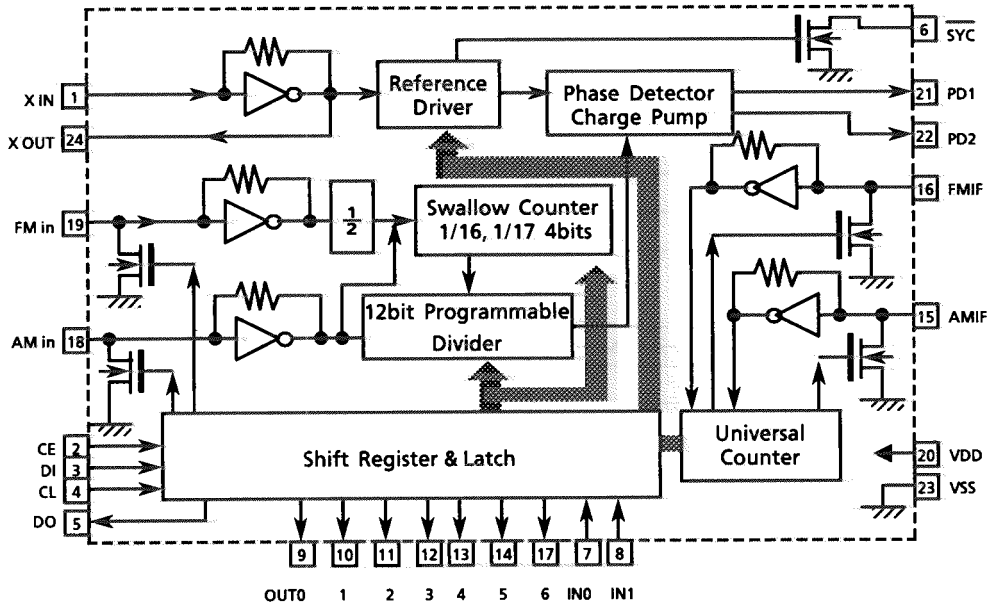 6 SYC
X IN 1
Reference
Driver
Phase Detector
Charge Pump
21 PD1
X OUT 24
22 PD2
16 FMIF
FM in 19
1
2
Swallow Counter
1/16, 1/17 4bits
12bit Programmable
Divider
15 AMIF
AM in 18
CE 2
DI 3
CL 4
DO 5
Shift Register & Latch
Universal
Counter
20 VDD
23 VSS
9 10 11 12 13 14 17 7 8
OUT0 1 2 3 4 5 6 IN0 IN1